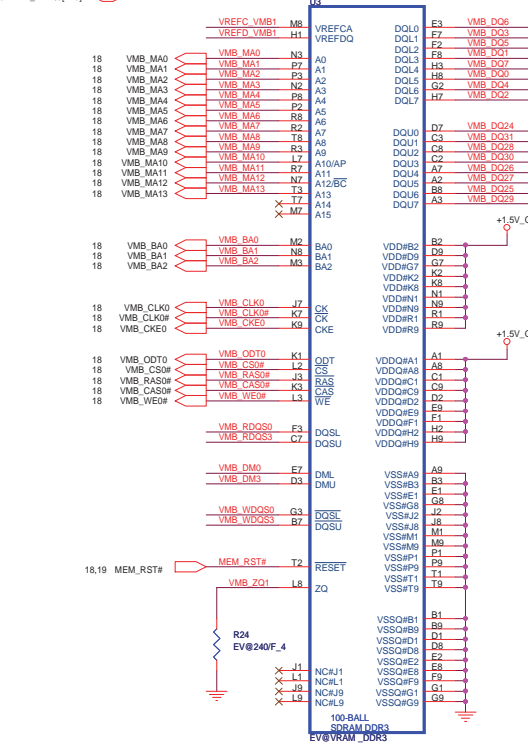 U3
VREFC_VMB1 M8 VREFCA DQL0 E3 VMB_DQ6
VREFD_VMB1 H1 VREFDQ DQL1 F7 VMB_DQ3
DQL2 F2 VMB_DQ5
18 VMB_MA0 VMB_MA0 N3 A0 DQL3 F8 VMB_DQ1
18 VMB_MA1 VMB_MA1 P7 A1 DQL4 H3 VMB_DQ7
18 VMB_MA2 VMB_MA2 P3 A2 DQL5 H8 VMB_DQ0
18 VMB_MA3 VMB_MA3 N2 A3 DQL6 G2 VMB_DQ4
18 VMB_MA4 VMB_MA4 P8 A4 DQL7 H7 VMB_DQ2
18 VMB_MA5 VMB_MA5 P2 A5
18 VMB_MA6 VMB_MA6 R8 A6
18 VMB_MA7 VMB_MA7 R2 A7 DQU0 D7 VMB_DQ24
18 VMB_MA8 VMB_MA8 T8 A8 DQU1 C3 VMB_DQ31
18 VMB_MA9 VMB_MA9 R3 A9 DQU2 C8 VMB_DQ28
18 VMB_MA10 VMB_MA10 L7 A10/AP DQU3 C2 VMB_DQ30
18 VMB_MA11 VMB_MA11 R7 A11 DQU4 A7 VMB_DQ26
18 VMB_MA12 VMB_MA12 N7 A12/BC DQU5 A2 VMB_DQ27
18 VMB_MA13 VMB_MA13 T3 A13 DQU6 B8 VMB_DQ25
T7 A14 DQU7 A3 VMB_DQ29
M7 A15
+1.5V_
18 VMB_BA0 VMB_BA0 M2 BA0 VDD#B2 B2
18 VMB_BA1 VMB_BA1 N8 BA1 VDD#D9 D9
18 VMB_BA2 VMB_BA2 M3 BA2 VDD#G7 G7
VDD#K2 K2
VDD#K8 K8
VDD#N1 N1
18 VMB_CLK0 VMB_CLK0 J7 CK VDD#N9 N9
18 VMB_CLK0# VMB_CLK0# K7 CK VDD#R1 R1
18 VMB_CKE0 VMB_CKE0 K9 CKE VDD#R9 R9
+1.5V_
18 VMB_ODT0 VMB_ODT0 K1 ODT VDDQ#A1 A1
18 VMB_CS0# VMB_CS0# L2 CS VDDQ#A8 A8
18 VMB_RAS0# VMB_RAS0# J3 RAS VDDQ#C1 C1
18 VMB_CAS0# VMB_CAS0# K3 CAS VDDQ#C9 C9
18 VMB_WE0# VMB_WE0# L3 WE VDDQ#D2 D2
VDDQ#E9 E9
VDDQ#F1 F1
VMB_RDQS0 F3 DQSL VDDQ#H2 H2
VMB_RDQS3 C7 DQSU VDDQ#H9 H9
VMB_DM0 E7 DML VSS#A9 A9
VMB_DM3 D3 DMU VSS#B3 B3
VSS#E1 E1
VSS#G8 G8
VMB_WDQS0 G3 DQSL VSS#J2 J2
VMB_WDQS3 B7 DQSU VSS#J8 J8
VSS#M1 M1
VSS#M9 M9
VSS#P1 P1
18,19 MEM_RST# MEM_RST# T2 RESET VSS#P9 P9
VSS#T1 T1
VMB_ZQ1 L8 ZQ VSS#T9 T9
VSSQ#B1 B1
VSSQ#B9 B9
R24 VSSQ#D1 D1
EV@240/F_4 VSSQ#D8 D8
VSSQ#E2 E2
J1 NC#J1 VSSQ#E8 E8
L1 NC#L1 VSSQ#F9 F9
J9 NC#J9 VSSQ#G1 G1
L9 NC#L9 VSSQ#G9 G9
100-BALL
SDRAM DDR3
EV@VRAM _DDR3